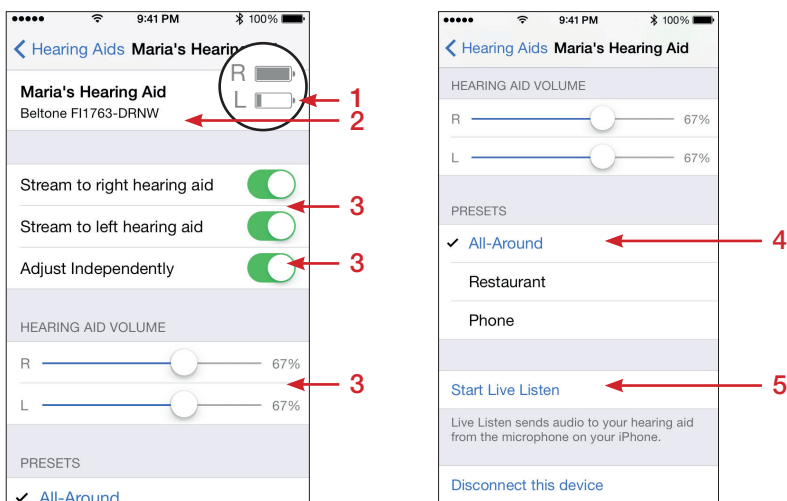 9:41 PM 100%
Hearing Aids Maria's Hearing Aid
R
Maria's Hearing Aid
L
1
Beltone FI1763-DRNW
2
Stream to right hearing aid
3
Stream to left hearing aid
Adjust Independently
3
HEARING AID VOLUME
R 67%
3
L 67%
PRESETS
All-Around
9:41 PM 100%
Hearing Aids Maria's Hearing Aid
HEARING AID VOLUME
R 67%
L 67%
PRESETS
All-Around
4
Restaurant
Phone
Start Live Listen
5
Live Listen sends audio to your hearing aid
from the microphone on your iPhone.
Disconnect this device